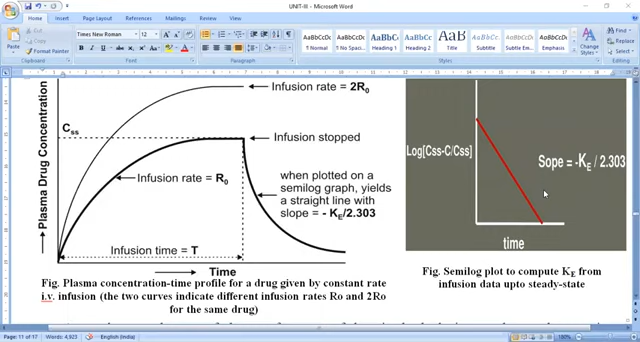 UNIT-III - Microsoft Word
Home
Insert
Page Layout
References
Mailings
Review
View
Cut
Copy
Format Painter
Paste
Clipboard
Times New Roman
12
Font
Paragraph
AaBbCcDc AaBbCcDc AaBbC AaBbCc AaB AaBbCc. AaBbCcDc AaBbCcDc
¶ Normal
¶ No Spaci...
Heading 1
Heading 2
Title
Subtitle
Subtle Em...
Emphasis
Styles
Change Styles
Find
Replace
Select
Editing
Plasma Drug Concentration
Css
Infusion rate = 2R0
Infusion stopped
Infusion rate = R0
when plotted on a
semilog graph, yields
a straight line with
slope = - KE/2.303
Infusion time = T
Time
Fig. Plasma concentration-time profile for a drug given by constant rate
i.v. infusion (the two curves indicate different infusion rates Ro and 2Ro
for the same drug)
Log[Css-C/Css)
Sope = -KE / 2.303
time
Fig. Semilog plot to compute KE from
infusion data upto steady-state
Page: 11 of 17
Words: 4,923
English (India)
180%